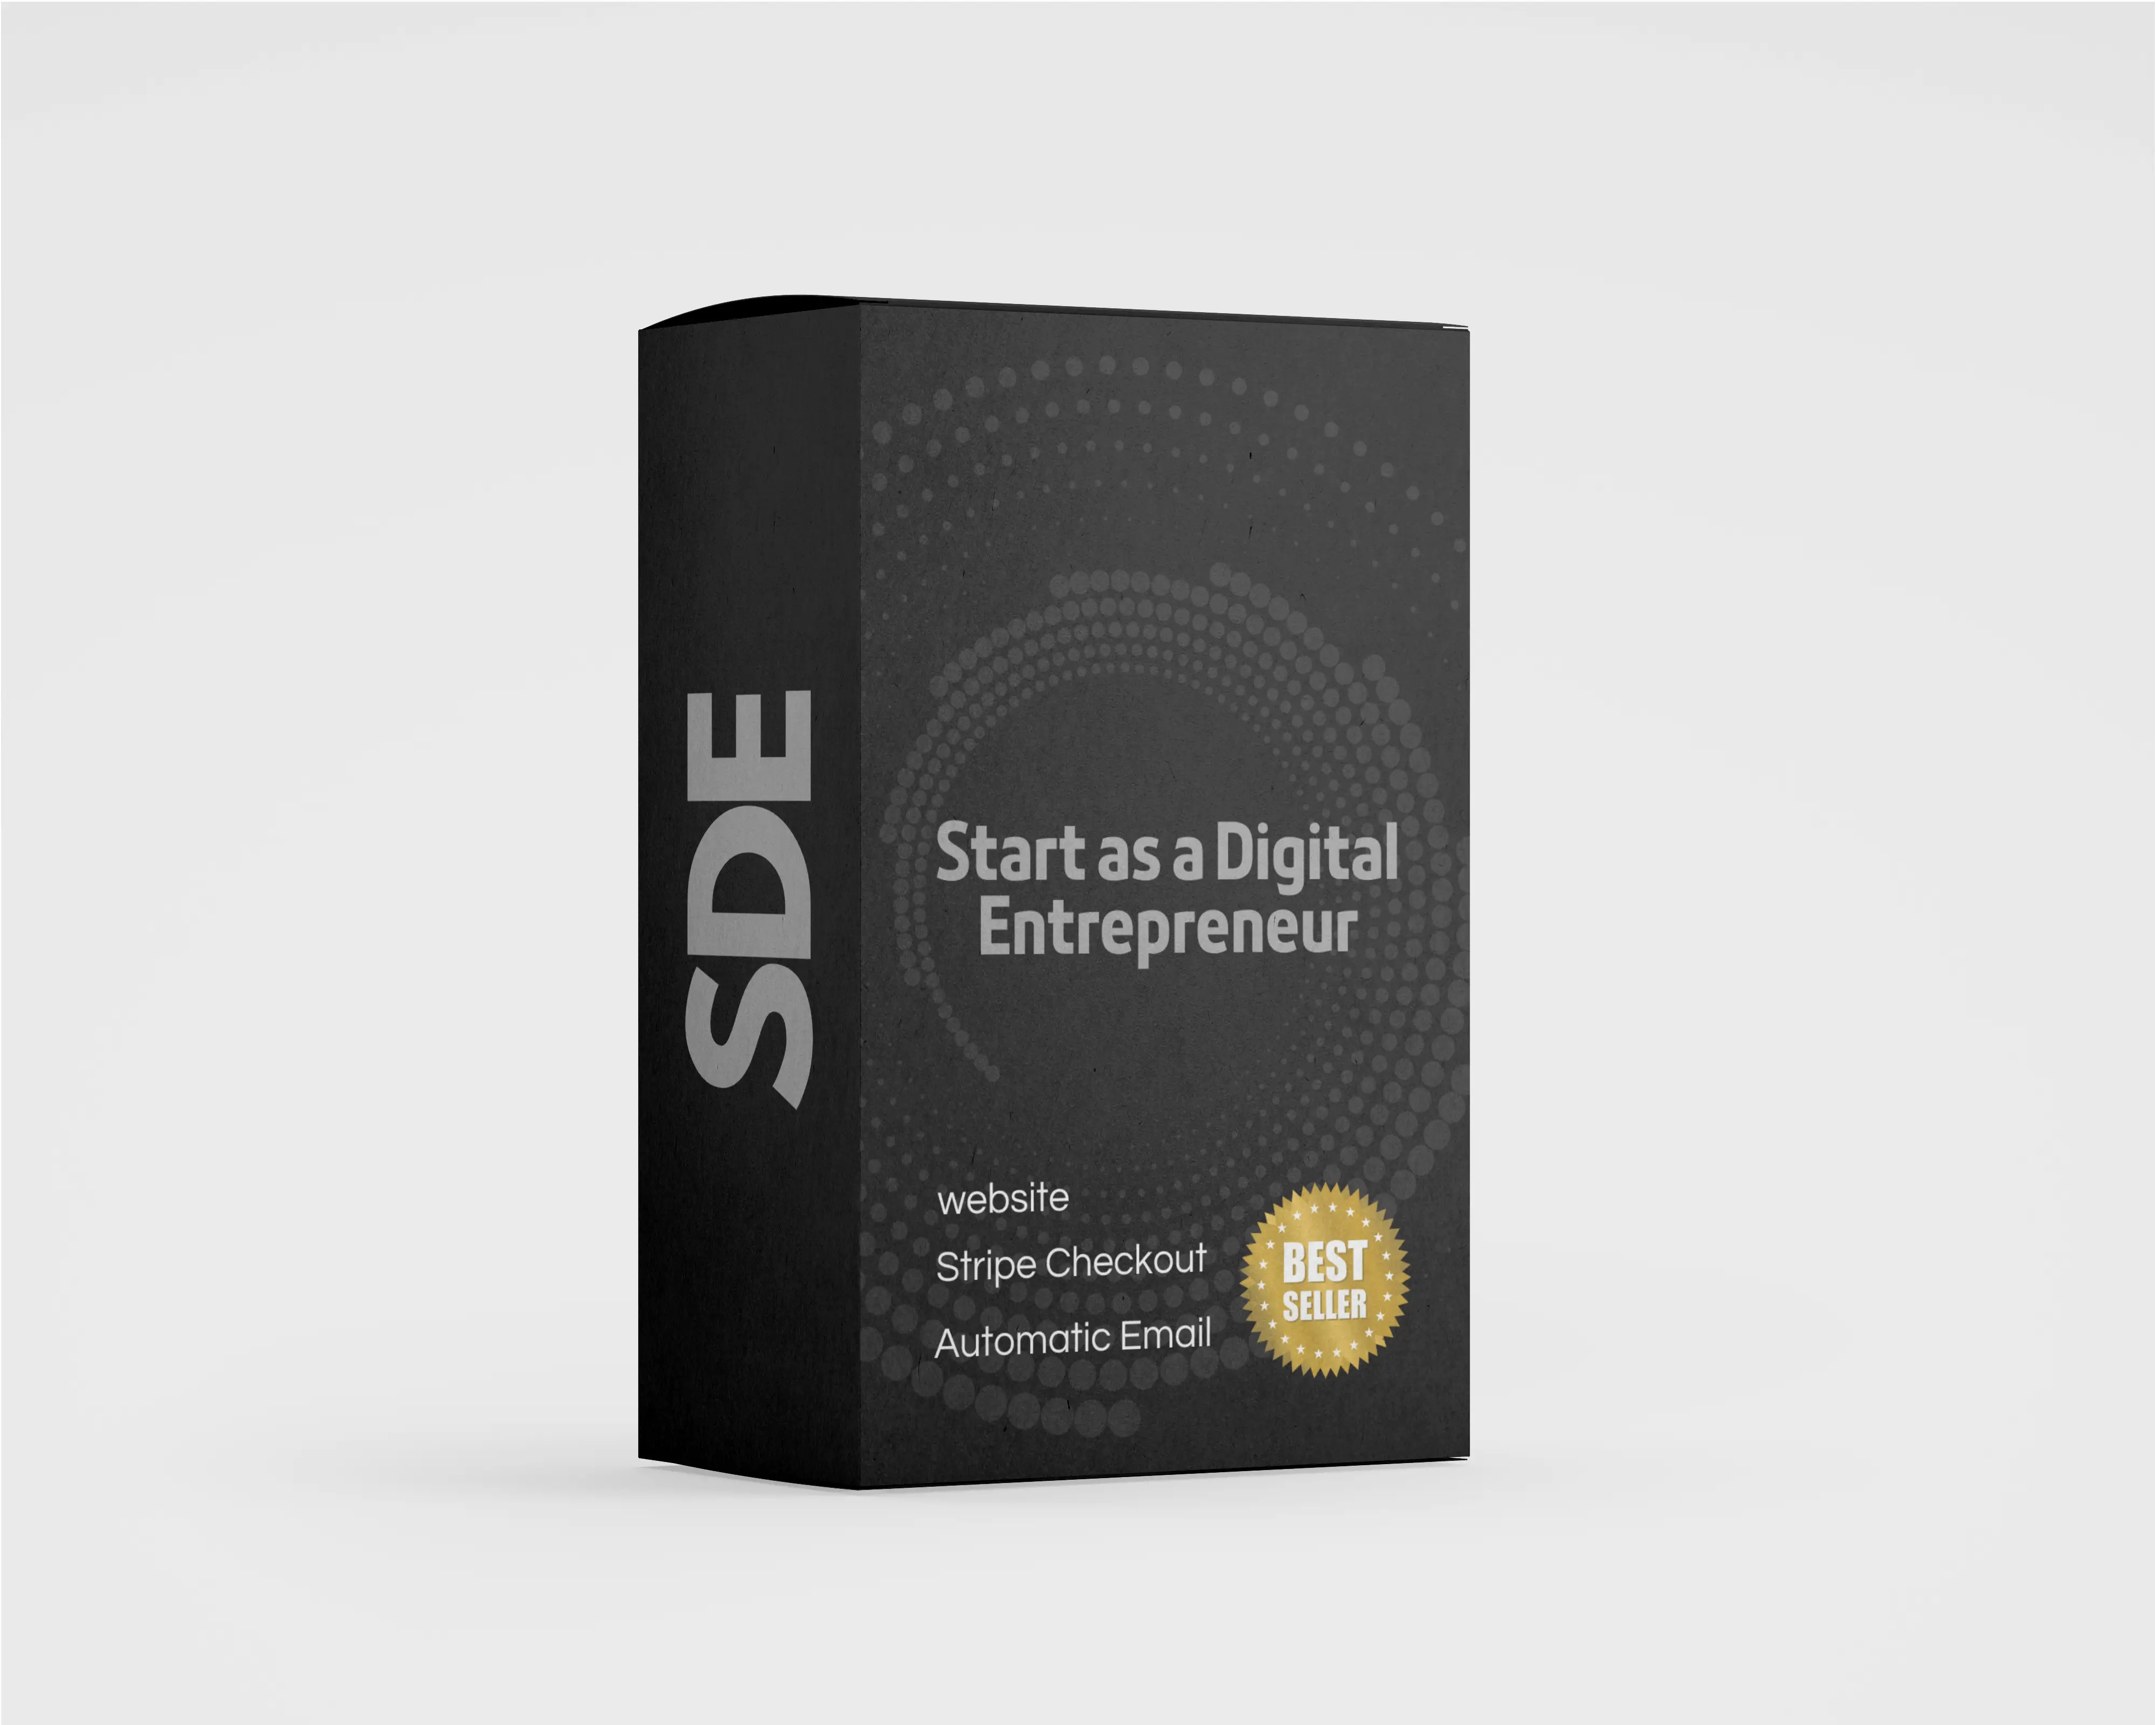 SDE
Start as a Digital
Entrepreneur
website
Stripe Checkout
Automatic Email
BEST
SELLER